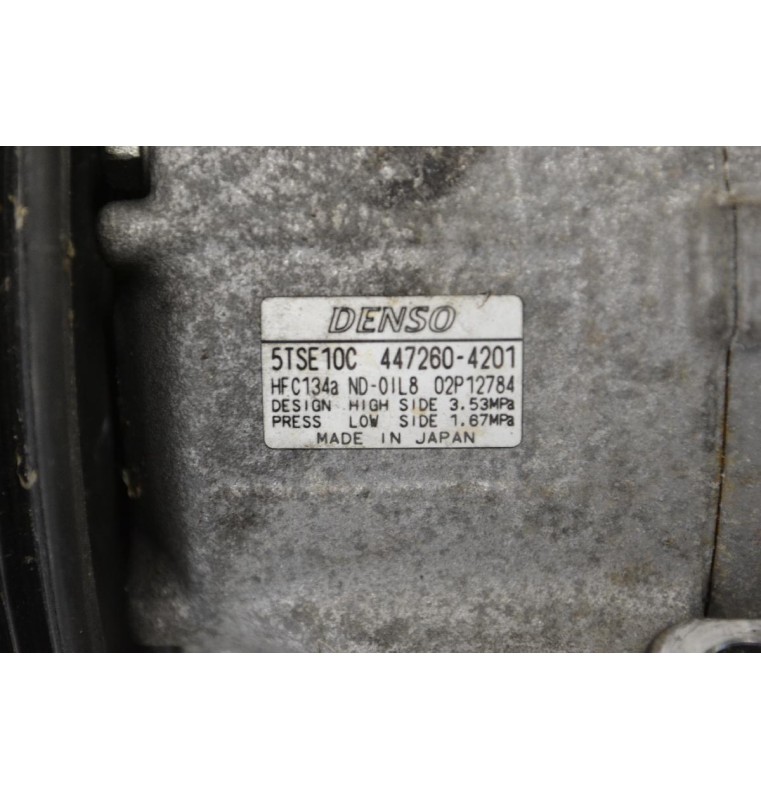 DENSO
5TSE10C 447260-4201
HFC134a ND-OIL8 02P12784
DESIGN HIGH SIDE 3.53MPa
PRESS LOW SIDE 1.67MPa
MADE IN JAPAN